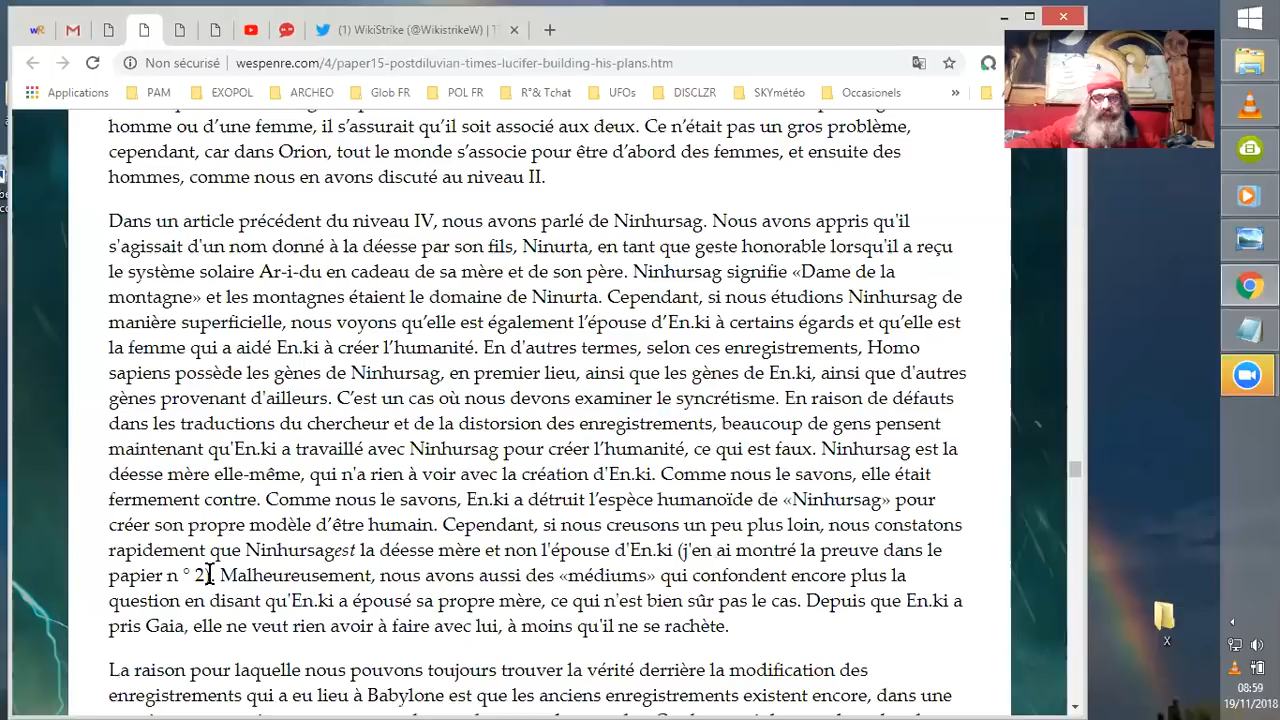 (1) WikiStrike (@WikistrikeW) | T
Non sécurisé
wespenre.com/4/paper05-postdiluvian-times-lucifer-building-his-plans.htm
Applications PAM EXOPOL ARCHEO POLFR T'chat UFOS DISCLZR SKYmétéo Occasionels
homme ou d'une femme, il s'assurait qu'il soit associé aux deux. Ce n'était pas un gros problème,
cependant, car dans Orion, tout le monde s'associe pour être d'abord des femmes, et ensuite des
hommes, comme nous en avons discuté au niveau II.
Dans un article précédent du niveau IV, nous avons parlé de Ninhursag. Nous avons appris qu'il
s'agissait d'un nom donné à la déesse par son fils, Ninurta, en tant que geste honorable lorsqu'il a reçu
le système solaire Ar-i-du en cadeau de sa mère et de son père. Ninhursag signifie «Dame de la
montagne» et les montagnes étaient le domaine de Ninurta. Cependant, si nous étudions Ninhursag de
manière superficielle, nous voyons qu'elle est également l'épouse d'En.ki à certains égards et qu'elle est
la femme qui a aidé En.ki à créer l'humanité. En d'autres termes, selon ces enregistrements, Homo
sapiens possède les gènes de Ninhursag, en premier lieu, ainsi que les gènes de En.ki, ainsi que d'autres
gènes provenant d'ailleurs. C'est un cas où nous devons examiner le syncrétisme. En raison de défauts
dans les traductions du chercheur et de la distorsion des enregistrements, beaucoup de gens pensent
maintenant qu'En.ki a travaillé avec Ninhursag pour créer l'humanité, ce qui est faux. Ninhursag est la
déesse mère elle-même, qui n'a rien à voir avec la création d'En.ki. Comme nous le savons, elle était
fermement contre. Comme nous le savons, En.ki a détruit l'espèce humanoïde de «Ninhursag» pour
créer son propre modèle d'être humain. Cependant, si nous creusons un peu plus loin, nous constatons
rapidement que Ninhursagest la déesse mère et non l'épouse d'En.ki (j'en ai montré la preuve dans le
papier n ° 2). Malheureusement, nous avons aussi des «médiums» qui confondent encore plus la
question en disant qu'En.ki a épousé sa propre mère, ce qui n'est bien sûr pas le cas. Depuis que En.ki a
pris Gaia, elle ne veut rien avoir à faire avec lui, à moins qu'il ne se rachète.
La raison pour laquelle nous pouvons toujours trouver la vérité derrière la modification des
enregistrements qui a eu lieu à Babylone est que les anciens enregistrements existent encore, dans une
X
08:59
19/11/2018